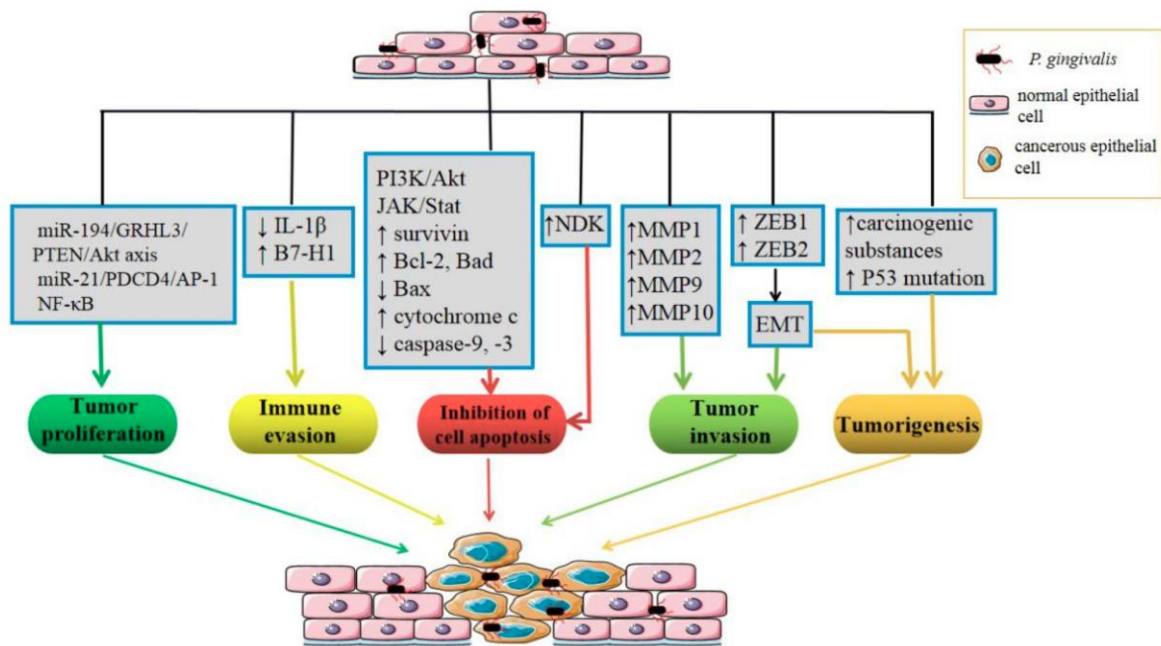 P. gingivalis
normal epithelial
cell
cancerous epithelial
cell
miR-194/GRHL3/
PTEN/Akt axis
miR-21/PDCD4/AP-1
NF-κB
↓ IL-1β
↑ B7-H1
PI3K/Akt
JAK/Stat
↑ survivin
↑ Bcl-2, Bad
↓ Bax
↑ cytochrome c
↓ caspase-9, -3
↑NDK
↑MMP1
↑MMP2
↑MMP9
↑MMP10
↑ ZEB1
↑ ZEB2
EMT
↑carcinogenic
substances
↑ P53 mutation
Tumor
proliferation
Immune
evasion
Inhibition of
cell apoptosis
Tumor
invasion
Tumorigenesis